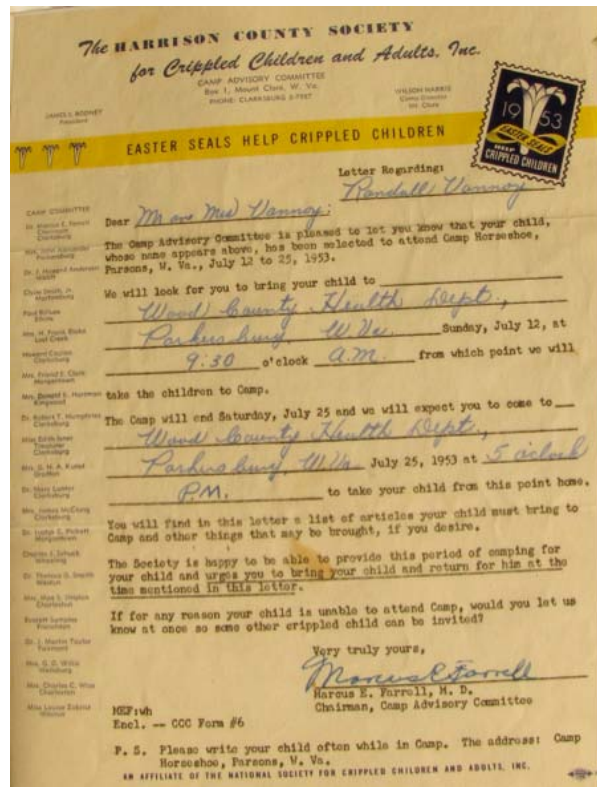 The HARRISON COUNTY SOCIETY
for Crippled Children and Adults, Inc.
CAMP ADVISORY COMMITTEE
Box 1, Mount Clare, W. Va.
PHONE: CLARKSBURG
President
WILSON HARRIS
Camp Director
Mt. Clare
1953
EASTER SEALS
HELP
CRIPPLED CHILDREN
EASTER SEALS HELP CRIPPLED CHILDREN
Letter Regarding:
Randall Vannoy
CAMP COMMITTEE
Dear Mr and Mrs Vannoy:
The Camp Advisory Committee is pleased to let you know that your child,
whose name appears above, has been selected to attend Camp Horseshoe,
Parsons, W. Va., July 12 to 25, 1953.
We will look for you to bring your child to
Wood County Health Dept.,
Parkersburg, W. Va. Sunday, July 12, at
9:30 o'clock A.M. from which point we will
take the children to Camp.
The Camp will end Saturday, July 25 and we will expect you to come to
Wood County Health Dept.,
Parkersburg, W.Va. July 25, 1953 at 5 o'clock
P.M. to take your child from this point home.
You will find in this letter a list of articles your child must bring to
Camp and other things that may be brought, if you desire.
The Society is happy to be able to provide this period of camping for
your child and urges you to bring your child and return for him at the
time mentioned in this letter.
If for any reason your child is unable to attend Camp, would you let us
know at once so some other crippled child can be invited?
Very truly yours,
Marcus E. Farrell
Marcus E. Farrell, M. D.
Chairman, Camp Advisory Committee
MEF:wh
Encl. -- CCC Form #6
P. S. Please write your child often while in Camp. The address: Camp
Horseshoe, Parsons, W. Va.
AN AFFILIATE OF THE NATIONAL SOCIETY FOR CRIPPLED CHILDREN AND ADULTS, INC.